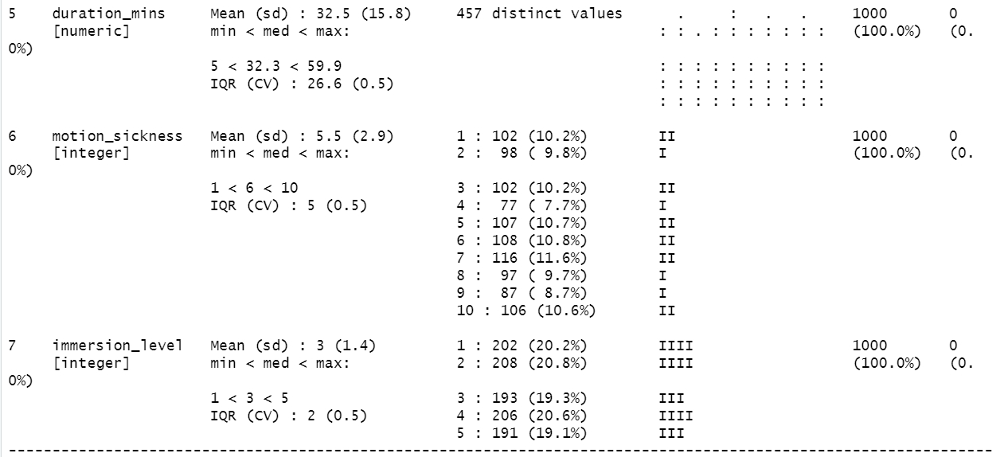 5    duration_mins    Mean (sd) : 32.5 (15.8)    457 distinct values    .     :   .   .    1000    0
[numeric]    min < med < max:    : : . : : : : : : :    (100.0%)    (0.
0%)
5 < 32.3 < 59.9    : : : : : : : : : :
IQR (CV) : 26.6 (0.5)    : : : : : : : : : :
: : : : : : : : : :
6    motion_sickness    Mean (sd) : 5.5 (2.9)    1 : 102 (10.2%)    II    1000    0
[integer]    min < med < max:    2 :  98 ( 9.8%)    I    (100.0%)    (0.
0%)
1 < 6 < 10    3 : 102 (10.2%)    II
IQR (CV) : 5 (0.5)    4 :  77 ( 7.7%)    I
5 : 107 (10.7%)    II
6 : 108 (10.8%)    II
7 : 116 (11.6%)    II
8 :  97 ( 9.7%)    I
9 :  87 ( 8.7%)    I
10 : 106 (10.6%)    II
7    immersion_level    Mean (sd) : 3 (1.4)    1 : 202 (20.2%)    IIII    1000    0
[integer]    min < med < max:    2 : 208 (20.8%)    IIII    (100.0%)    (0.
0%)
1 < 3 < 5    3 : 193 (19.3%)    III
IQR (CV) : 2 (0.5)    4 : 206 (20.6%)    IIII
5 : 191 (19.1%)    III
-----------------------------------------------------------------------------------------------------------------